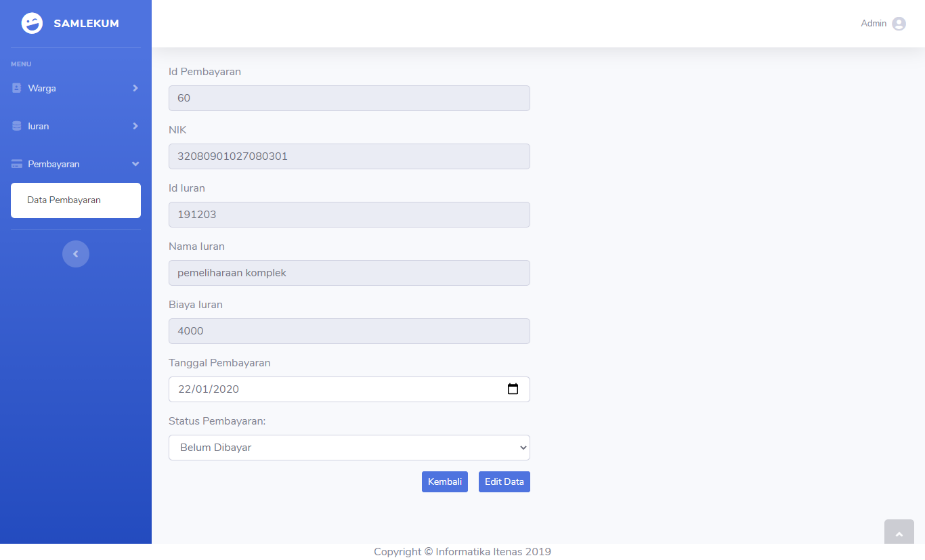 SAMLEKUM
Admin
MENU
Warga
Iuran
Pembayaran
Data Pembayaran
Id Pembayaran
60
NIK
32080901027080301
Id Iuran
191203
Nama Iuran
pemeliharaan komplek
Biaya Iuran
4000
Tanggal Pembayaran
22/01/2020
Status Pembayaran:
Belum Dibayar
Kembali
Edit Data
Copyright © Informatika Itenas 2019